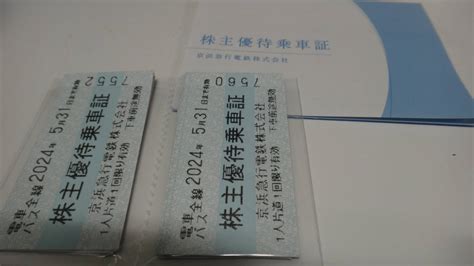 株主優待乗車証
京浜急行電鉄株式会社
電車
バス全線 2024年 5月31日まで有効
株主優待乗車証
京浜急行電鉄株式会社
1人片道1回限り有効 下車前途無効
7562
電車
バス全線 2024年 5月31日まで有効
株主優待乗車証
京浜急行電鉄株式会社
1人片道1回限り有効 下車前途無効
7560